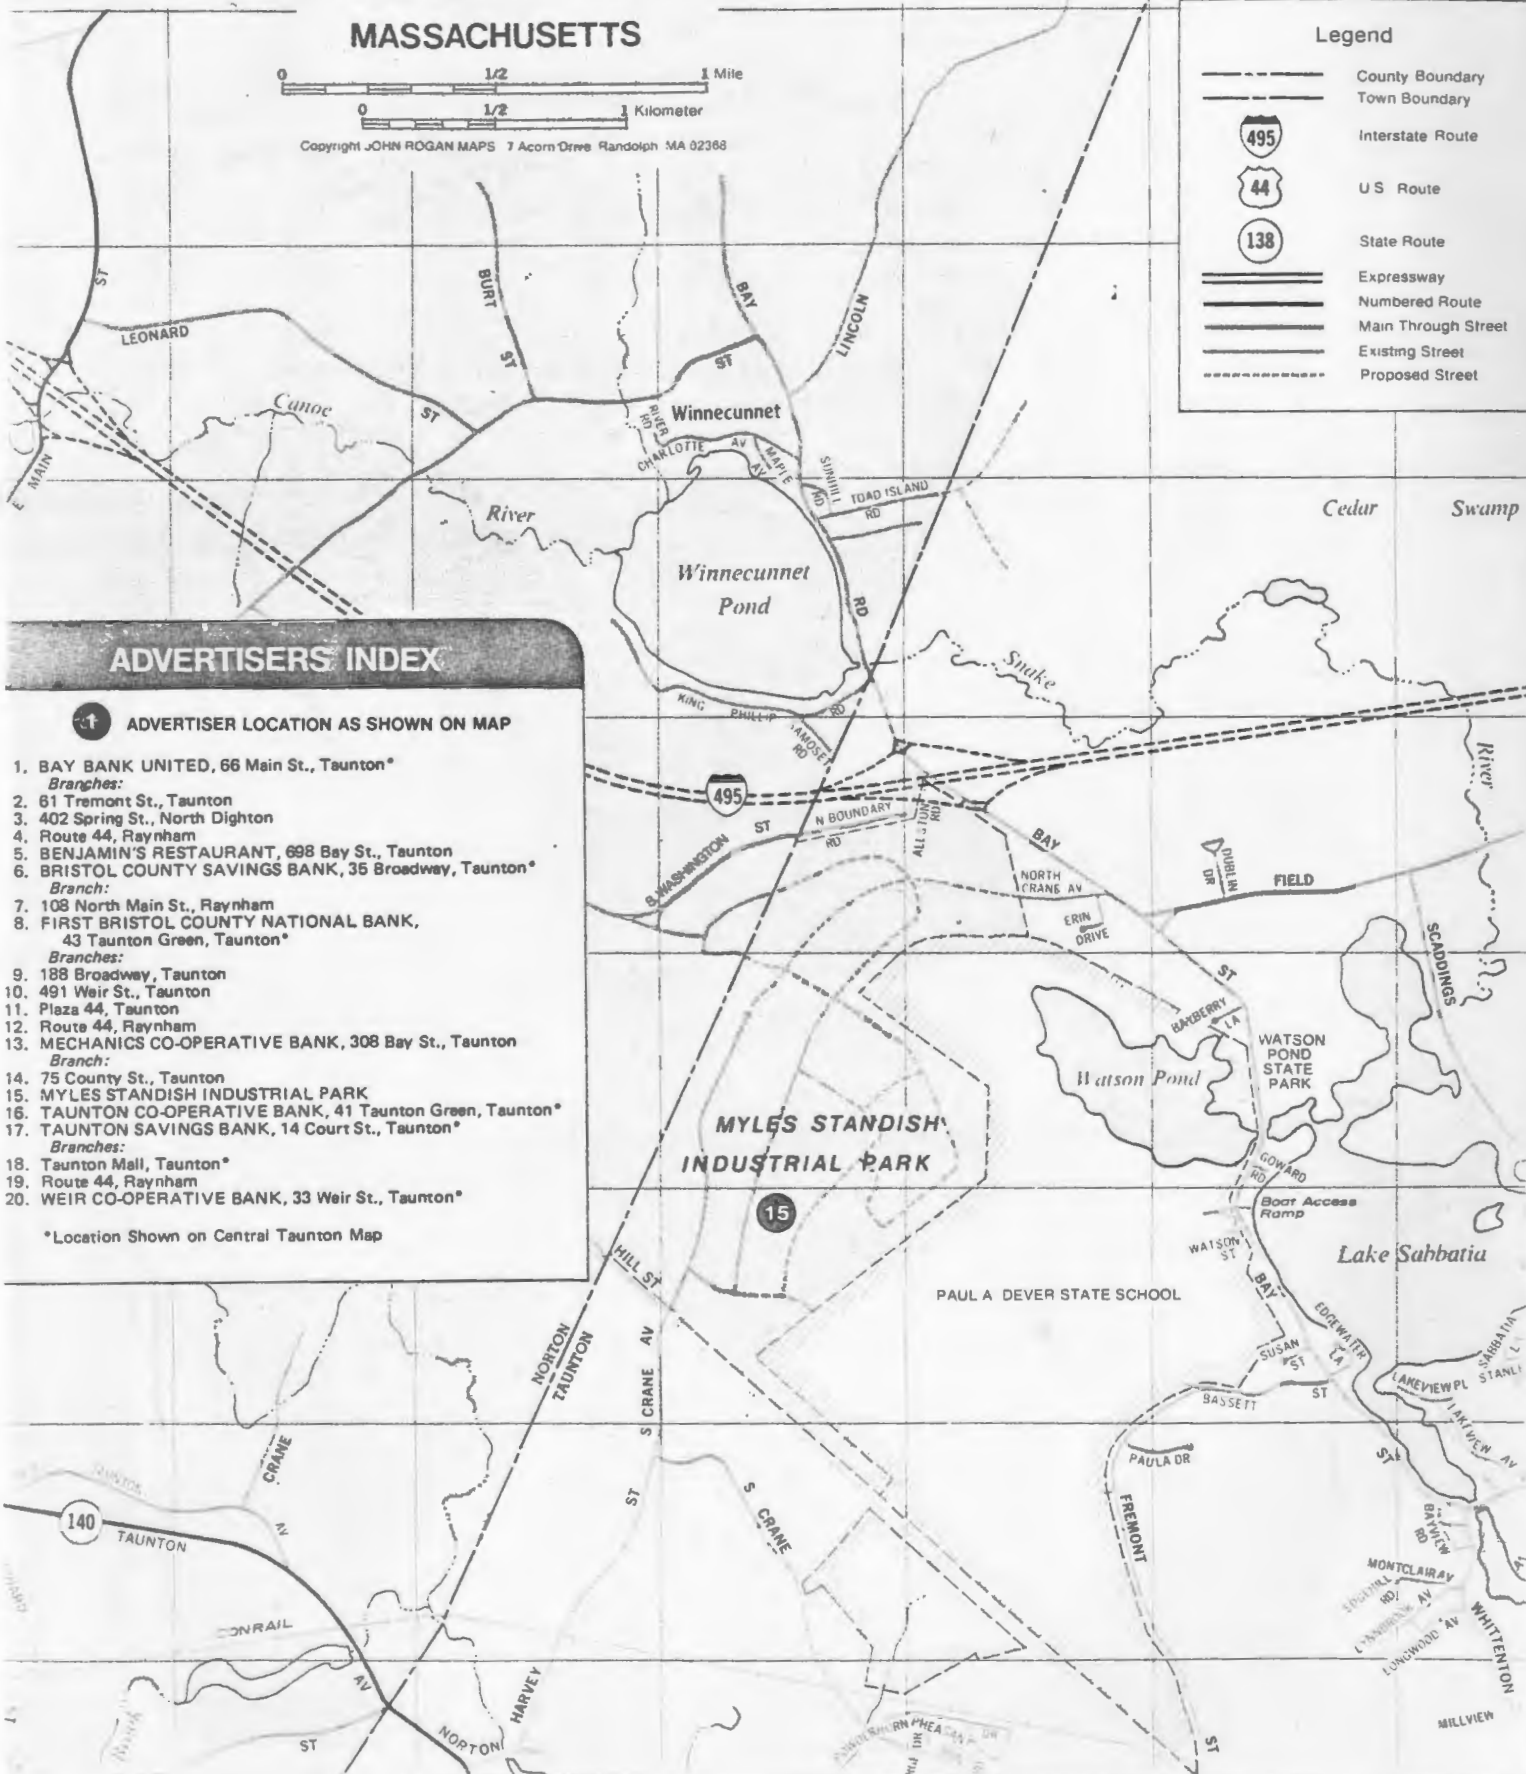 MASSACHUSETTS
0 1/2 1 Mile
0 1/2 1 Kilometer
Copyright JOHN ROGAN MAPS 7 Acorn Drive Randolph MA 02368
Legend
County Boundary
Town Boundary
495 Interstate Route
44 U S Route
138 State Route
Expressway
Numbered Route
Main Through Street
Existing Street
Proposed Street
ST
LEONARD
ST
BURT
ST
BAY
ST
LINCOLN
Canoe
River
E MAIN
Winnecunnet
RIVER RD
CHARLOTTE AV
MAPLE AV
SUNHILL RD
TOAD ISLAND RD
Cedar Swamp
Winnecunnet
Pond
RD
Snake
River
KING PHILLIP RD
SAMOSET RD
ADVERTISERS INDEX
ADVERTISER LOCATION AS SHOWN ON MAP
1. BAY BANK UNITED, 66 Main St., Taunton*
Branches:
2. 61 Tremont St., Taunton
3. 402 Spring St., North Dighton
4. Route 44, Raynham
5. BENJAMIN'S RESTAURANT, 698 Bay St., Taunton
6. BRISTOL COUNTY SAVINGS BANK, 35 Broadway, Taunton*
Branch:
7. 108 North Main St., Raynham
8. FIRST BRISTOL COUNTY NATIONAL BANK,
43 Taunton Green, Taunton*
Branches:
9. 188 Broadway, Taunton
10. 491 Weir St., Taunton
11. Plaza 44, Taunton
12. Route 44, Raynham
13. MECHANICS CO-OPERATIVE BANK, 308 Bay St., Taunton
Branch:
14. 75 County St., Taunton
15. MYLES STANDISH INDUSTRIAL PARK
16. TAUNTON CO-OPERATIVE BANK, 41 Taunton Green, Taunton*
17. TAUNTON SAVINGS BANK, 14 Court St., Taunton*
Branches:
18. Taunton Mall, Taunton*
19. Route 44, Raynham
20. WEIR CO-OPERATIVE BANK, 33 Weir St., Taunton*
*Location Shown on Central Taunton Map
495
N BOUNDARY
RD
ALLSTON RD
ST
WASHINGTON
BAY
ST
NORTH
CRANE AV
ERIN
DRIVE
DUBLIN DR
FIELD
SCADDINGS
BAYBERRY LA
WATSON
POND
STATE
PARK
Watson Pond
MYLES STANDISH
INDUSTRIAL PARK
15
GOWARD RD
Boat Access
Ramp
WATSON ST
Lake Sabbatia
PAUL A DEVER STATE SCHOOL
HILL ST
NORTON
TAUNTON
S CRANE AV
BAY
EDGEWATER LA
SUSAN ST
BASSETT ST
SABBATIA
LAKEVIEW PL
LAKEVIEW AV
ST
PAULA DR
FREMONT
ST
CRANE
AV
140
TAUNTON
AV
CONRAIL
ST
HARVEY
ST
S CRANE
NORTON
BAYVIEW RD
MONTCLAIR AV
EDGEHILL RD
LYNNBROOK AV
LONGWOOD AV
WHITTENTON
MILLVIEW